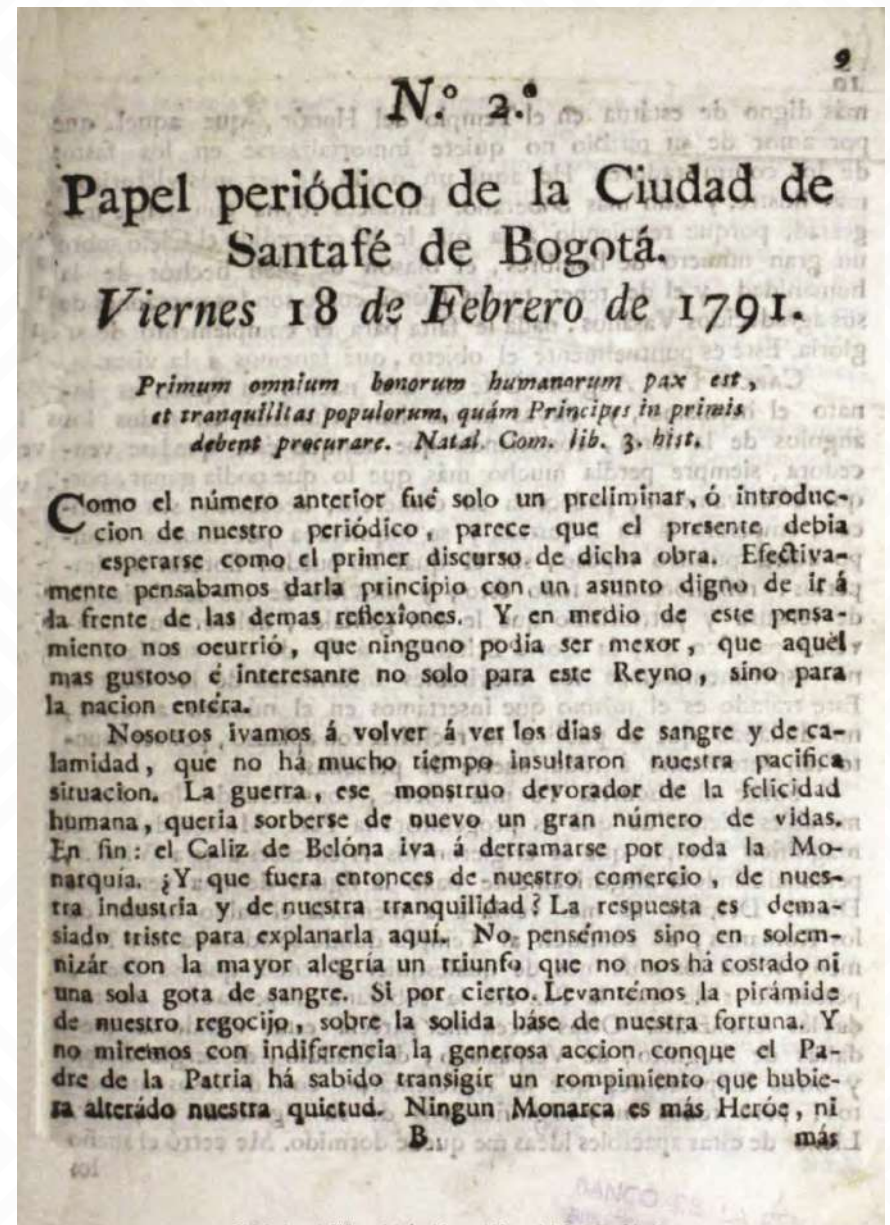 9
N.º 2.º
Papel periódico de la Ciudad de
Santafé de Bogotá.
Viernes 18 de Febrero de 1791.
Primum omnium bonorum humanorum pax est,
et tranquilitas populorum, quám Principes in primis
debent procurare. Natal. Com. lib. 3. hist.
Como el número anterior fué solo un preliminar, ó introduc-
cion de nuestro periódico, parece que el presente debia
esperarse como el primer discurso de dicha obra. Efectiva-
mente pensabamos darla principio con un asunto digno de ir á
la frente de las demas reflexîones. Y en medio de este pensa-
miento nos ocurrió, que ninguno podia ser mexor, que aquel
mas gustoso é interesante no solo para este Reyno, sino para
la nacion entéra.
Nosotros ivamos á volver á ver los dias de sangre y de ca-
lamidad, que no há mucho tiempo insultaron nuestra pacifica
situacion. La guerra, ese monstruo devorador de la felicidad
humana, queria sorberse de nuevo un gran número de vidas.
En fin: el Caliz de Belóna iva á derramarse por toda la Mo-
narquía. ¿Y que fuera entonces de nuestro comercio, de nues-
tra industria y de nuestra tranquilidad? La respuesta es dema-
siado triste para explanarla aquí. No pensémos sino en solem-
nizár con la mayor alegría un triunfo que no nos há costado ni
una sola gota de sangre. Si por cierto. Levantémos la pirámide
de nuestro regocijo, sobre la solida báse de nuestra fortuna. Y
no miremos con indiferencia la generosa accion conque el Pa-
dre de la Patria há sabido transigir un rompimiento que hubie-
ra alterádo nuestra quietud. Ningun Monarca es más Heróe, ni
B
más